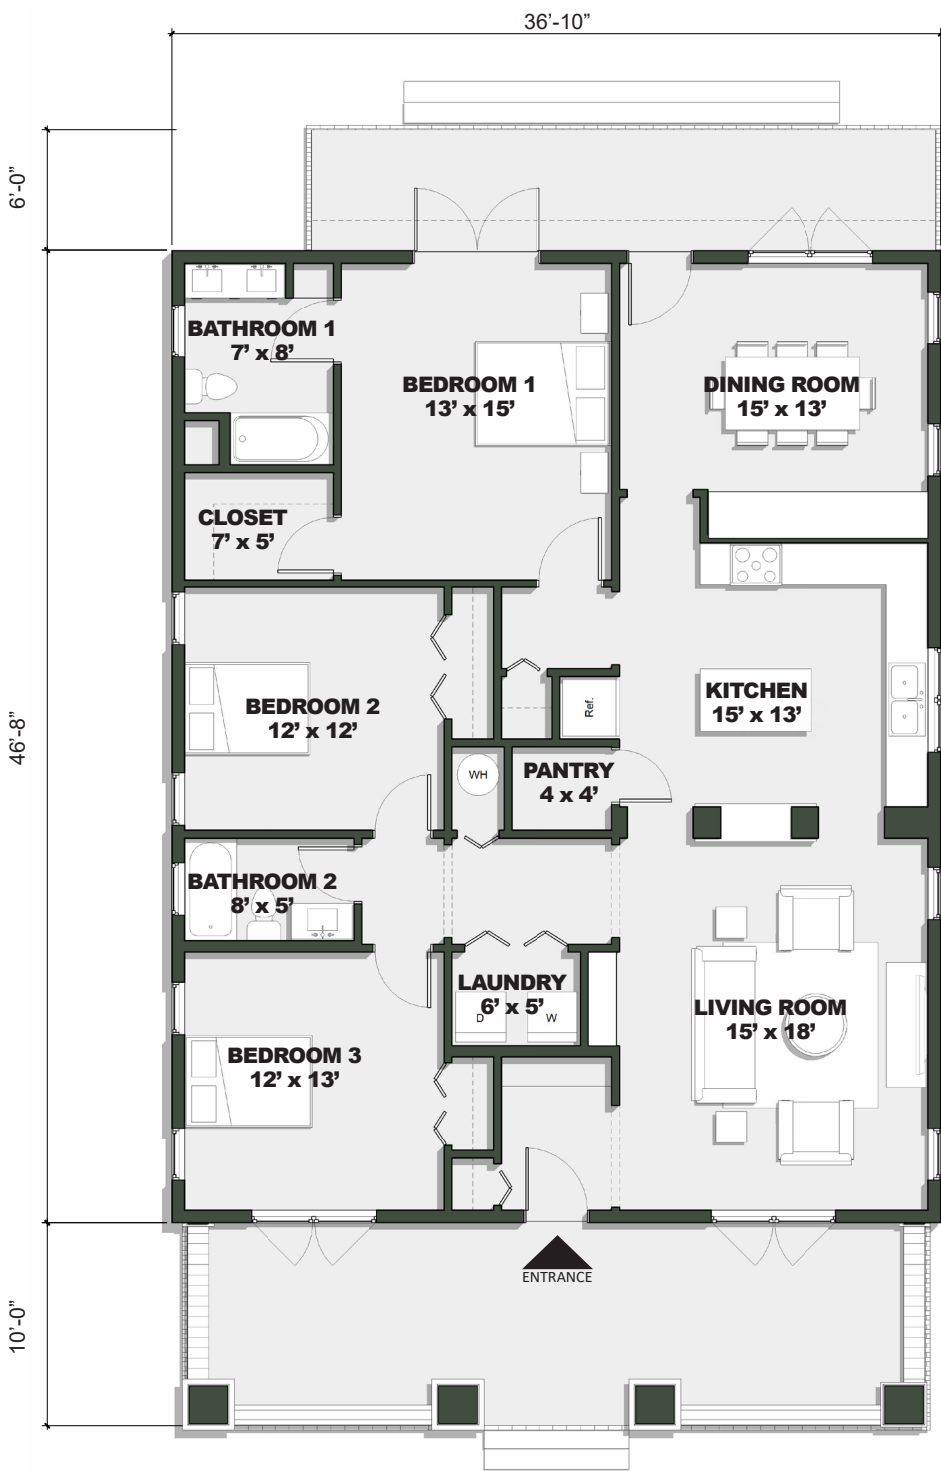 36'-10”
6'-0”
BATHROOM 1
7’ x 8’
BEDROOM 1
13’ x 15’
DINING ROOM
15’ x 13’
CLOSET
7’ x 5’
46'-8”
BEDROOM 2
12’ x 12’
Ref.
KITCHEN
15’ x 13’
WH
PANTRY
4 x 4’
BATHROOM 2
8’ x 5’
LAUNDRY
6’ x 5’
D
W
LIVING ROOM
15’ x 18’
BEDROOM 3
12’ x 13’
ENTRANCE
10'-0”